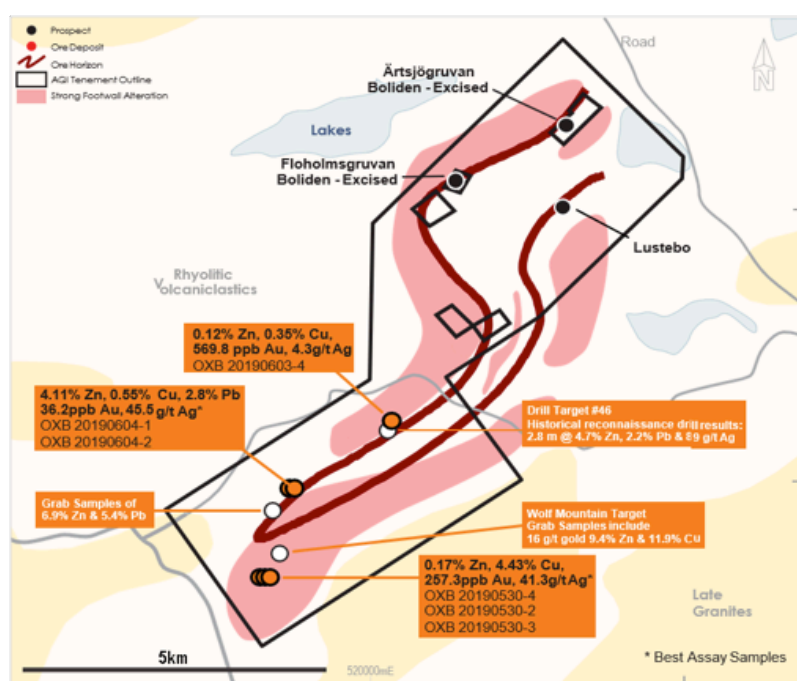 Prospect
Ore Deposit
Ore Horizon
AQI Tenement Outline
Strong Footwall Alteration
Road
N
Ärtsjögruvan
Boliden - Excised
Lakes
Floholmsgruvan
Boliden - Excised
Lustebo
Rhyolitic
Volcaniclastics
0.12% Zn, 0.35% Cu,
569.8 ppb Au, 4.3g/t Ag
OXB 20190603-4
4.11% Zn, 0.55% Cu, 2.8% Pb
36.2ppb Au, 45.5 g/t Ag*
OXB 20190604-1
OXB 20190604-2
Drill Target #46
Historical reconnaissance drill results:
2.8 m @ 4.7% Zn, 2.2% Pb & 89 g/t Ag
Grab Samples of
6.9% Zn & 5.4% Pb
Wolf Mountain Target
Grab Samples include
16 g/t gold 9.4% Zn & 11.9% Cu
0.17% Zn, 4.43% Cu,
257.3ppb Au, 41.3g/tAg*
OXB 20190530-4
OXB 20190530-2
OXB 20190530-3
Late
Granites
5km
520000mE
* Best Assay Samples